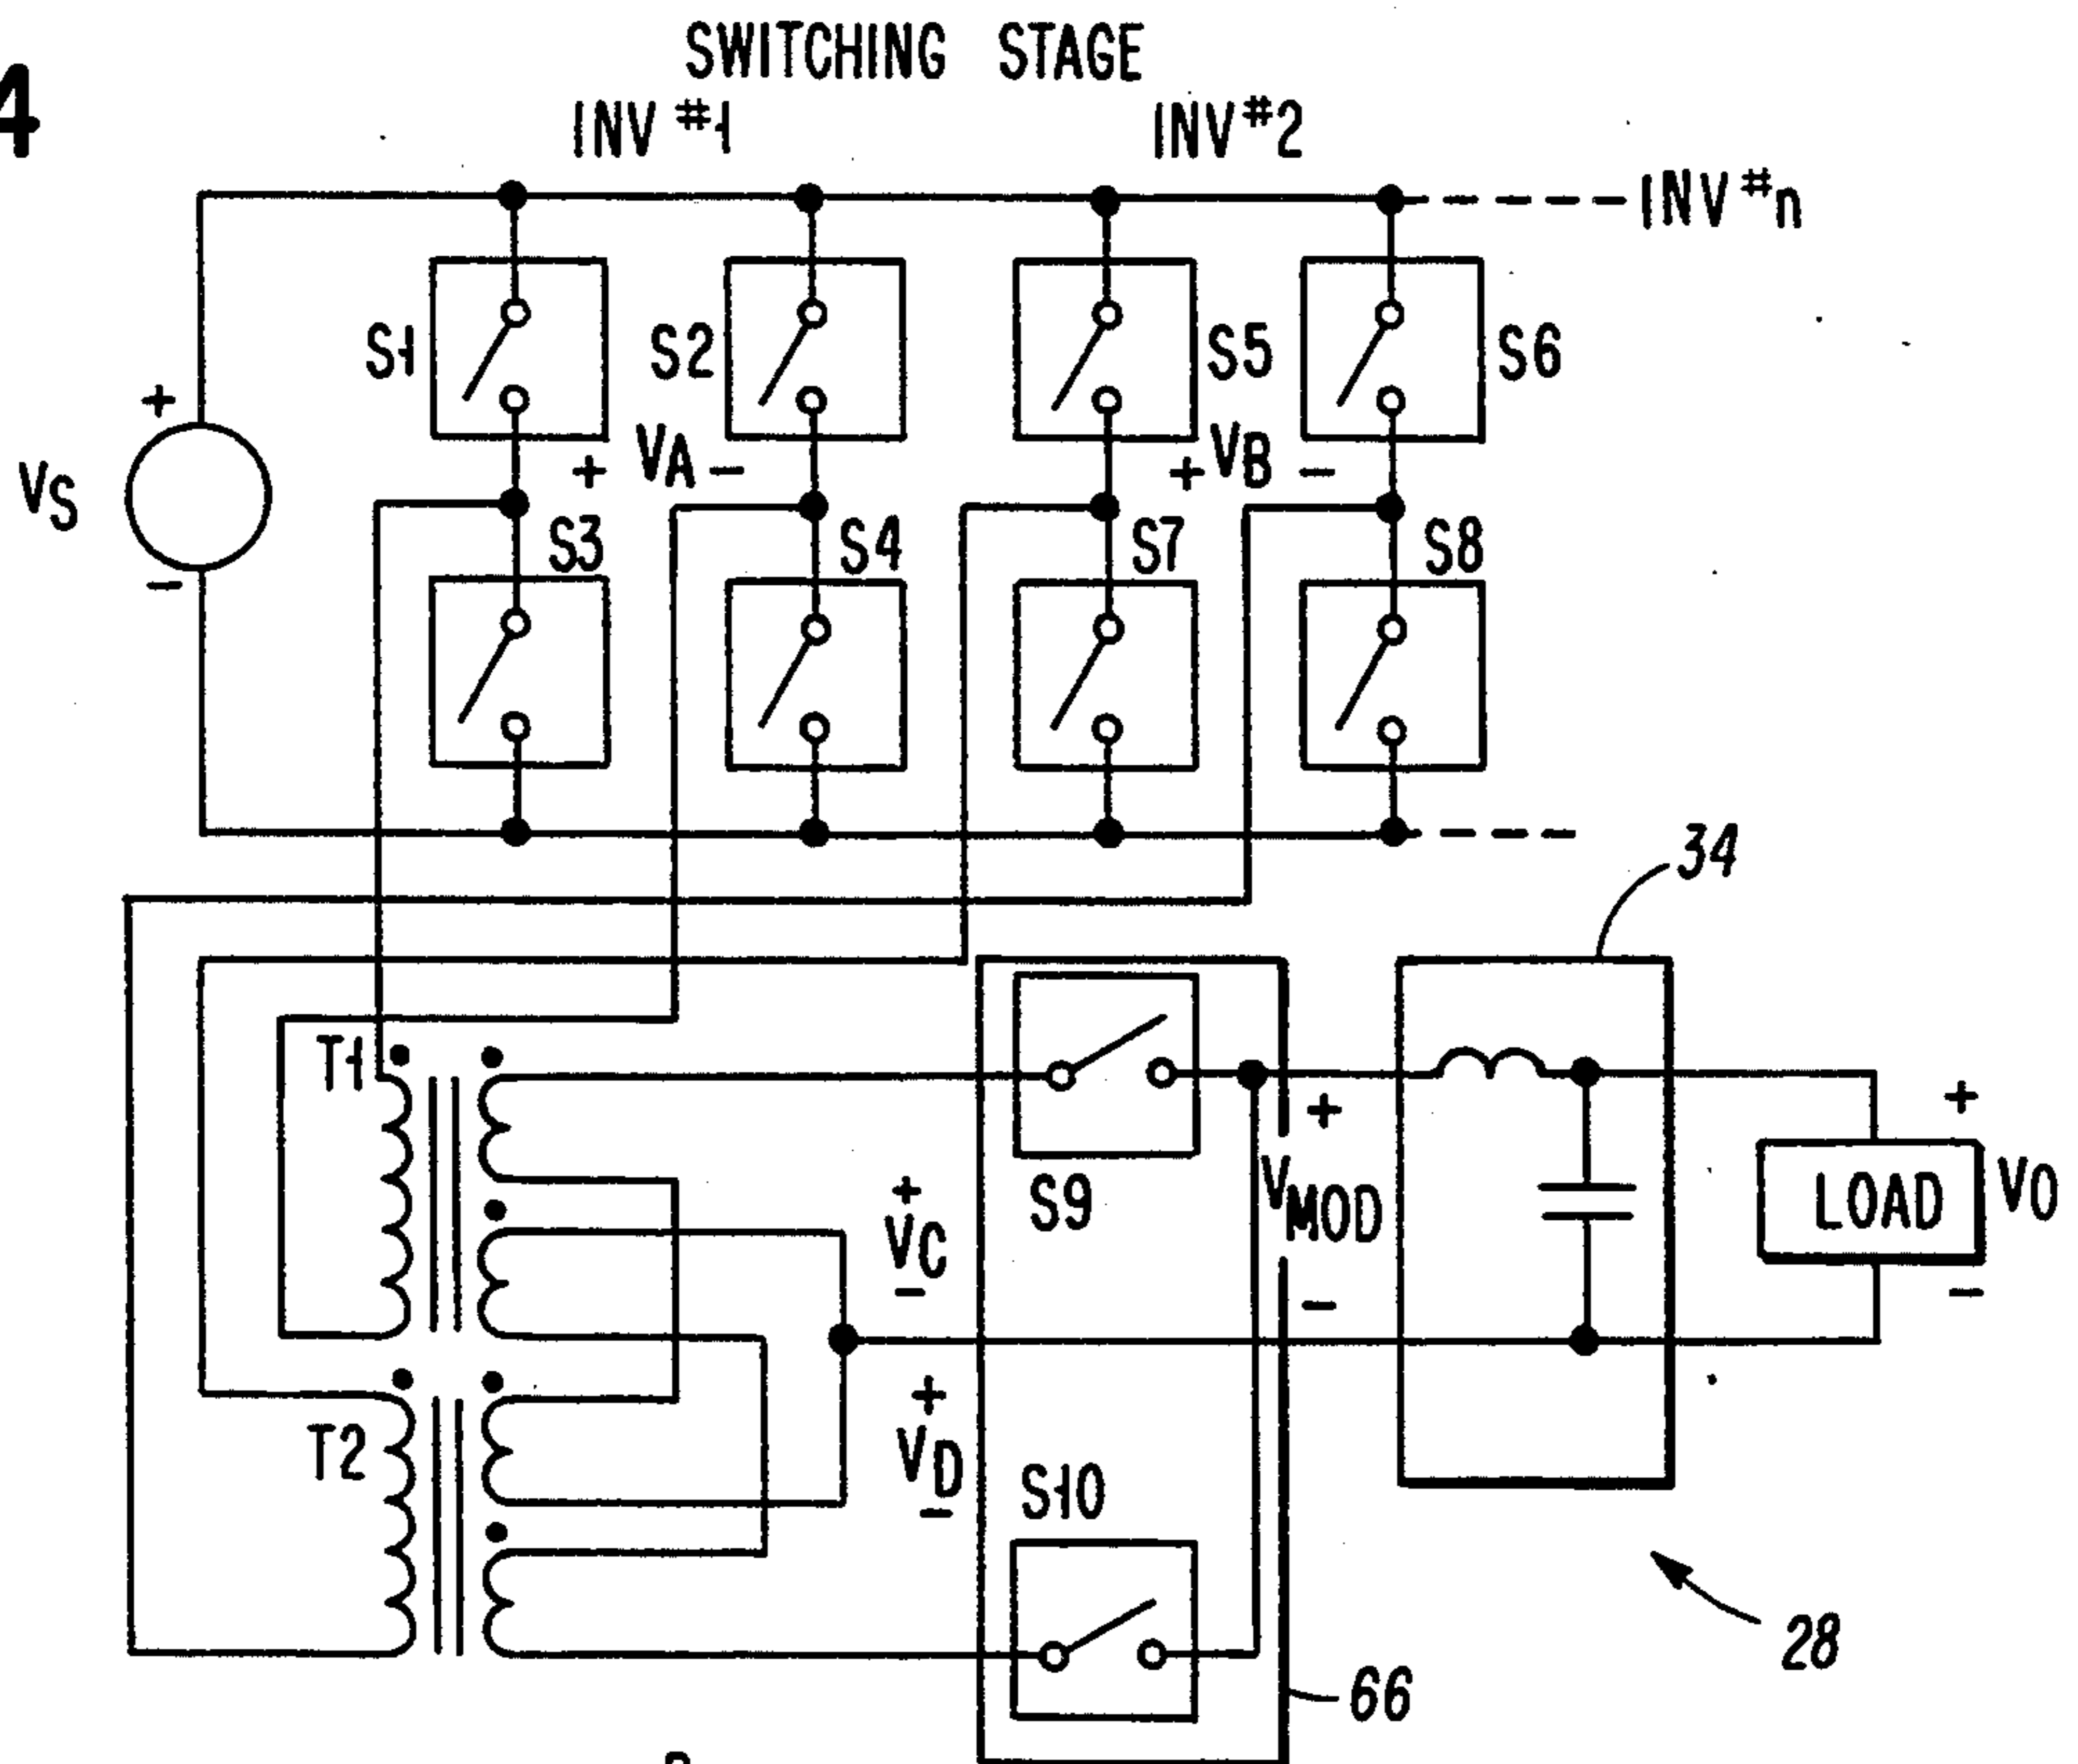 4
SWITCHING STAGE
INV #1
INV #2
INV #n
S1
S2
S5
S6
+
VS
-
+ VA -
+ VB -
S3
S4
S7
S8
34
T1
T2
+
VC
-
+
VD
-
S9
S10
+
VMOD
-
+
LOAD
VO
-
28
66